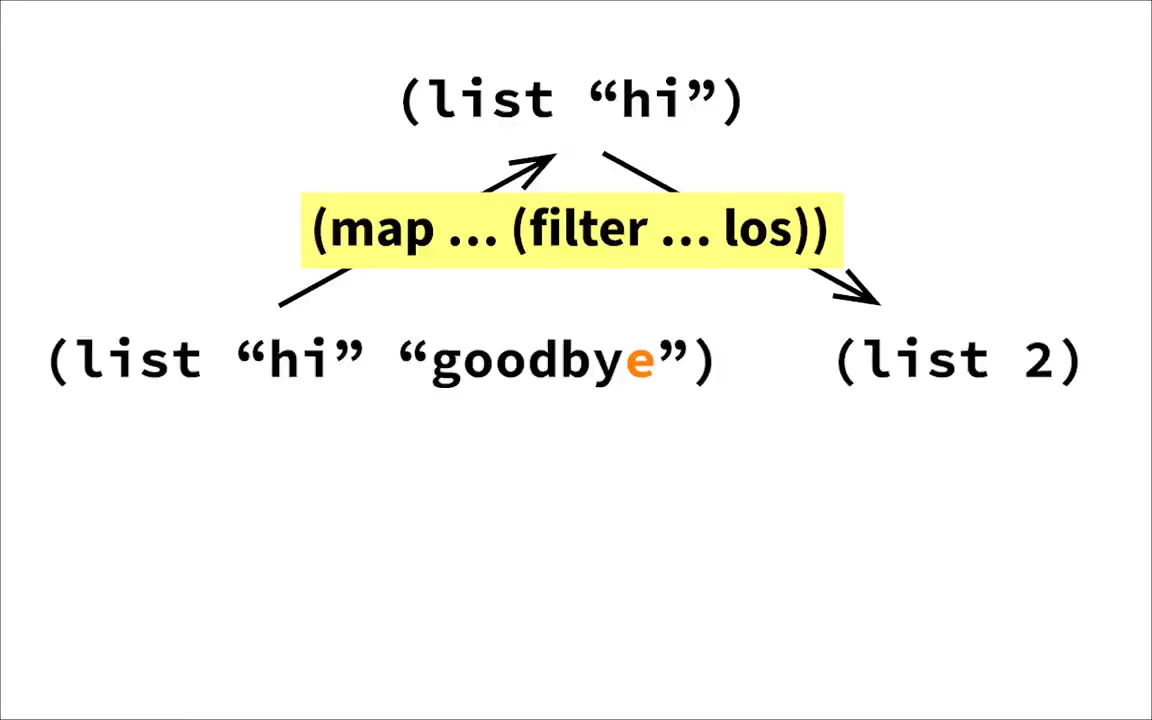 (list “hi”)
(map ... (filter ... los))
(list “hi” “goodbye”) (list 2)